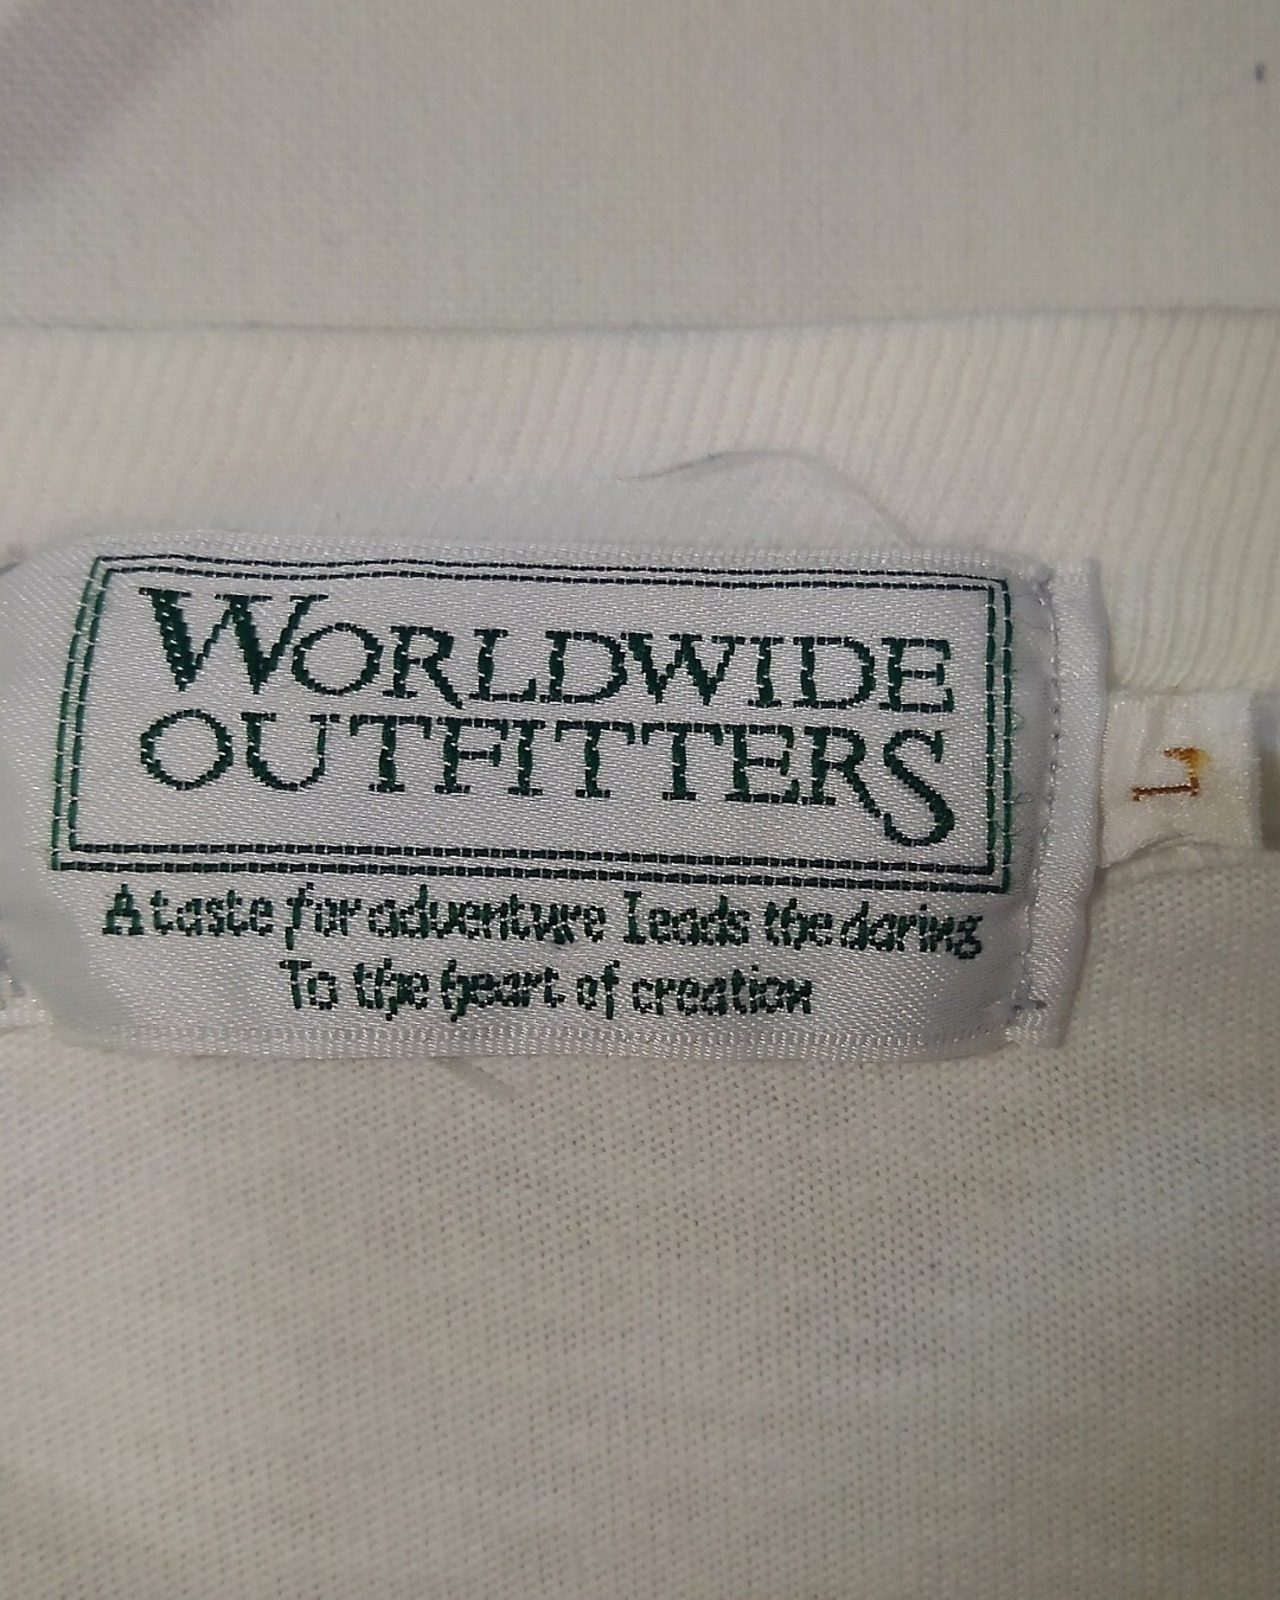 WORLDWIDE
OUTFITTERS
A taste for adventure leads the daring
To the heart of creation
L